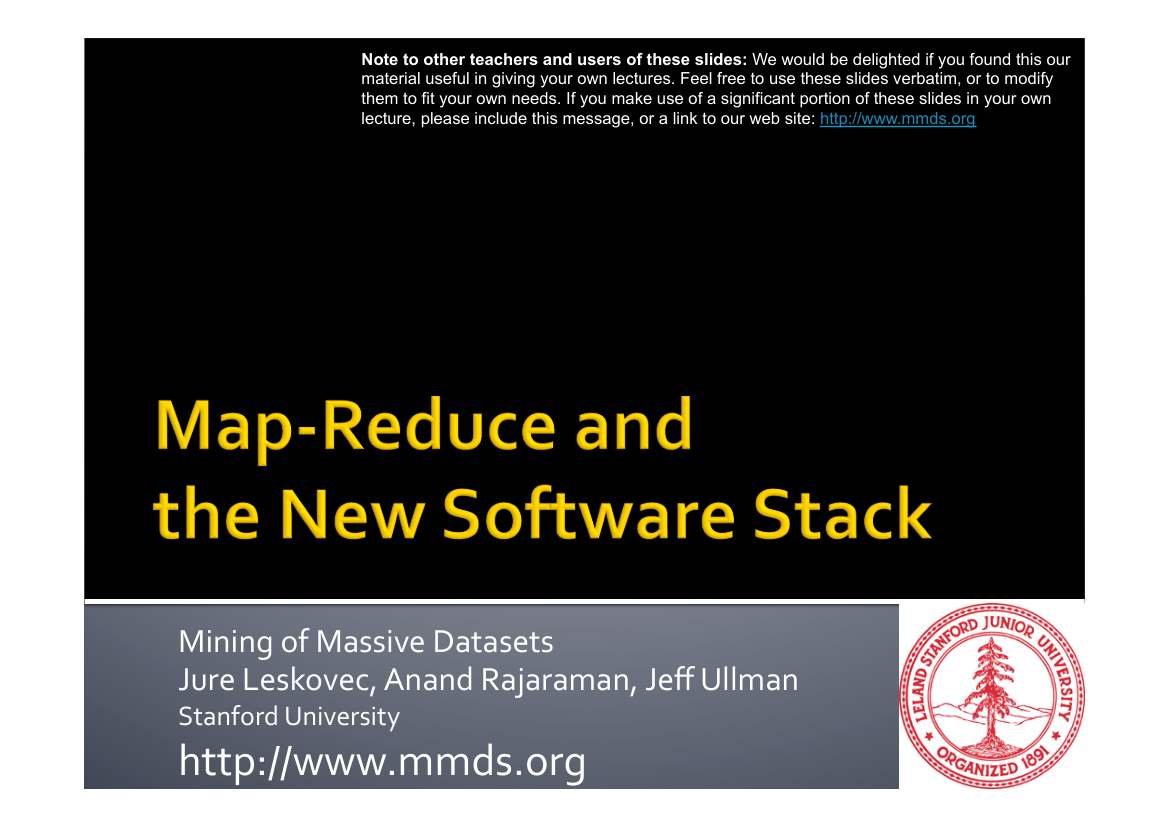 Note to other teachers and users of these slides: We would be delighted if you found this our
material useful in giving your own lectures. Feel free to use these slides verbatim, or to modify
them to fit your own needs. If you make use of a significant portion of these slides in your own
lecture, please include this message, or a link to our web site: http://www.mmds.org
Map-Reduce and
the New Software Stack
Mining of Massive Datasets
Jure Leskovec, Anand Rajaraman, Jeff Ullman
Stanford University
http://www.mmds.org
LELAND STANFORD JUNIOR UNIVERSITY
ORGANIZED 1891